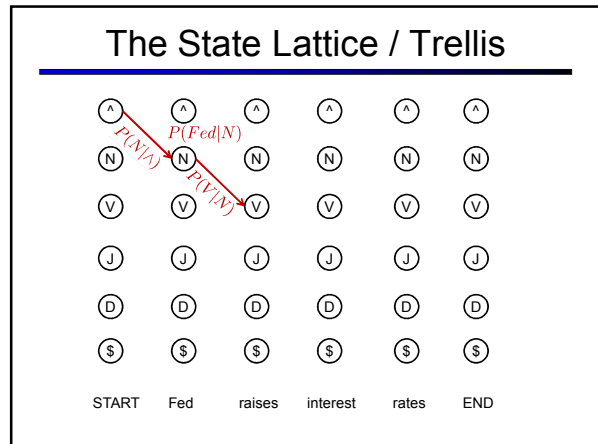 The State Lattice / Trellis
^ ^ ^ ^ ^ ^
P(N|∧) P(Fed|N)
N N N N N N
P(V|N)
V V V V V V
J J J J J J
D D D D D D
$ $ $ $ $ $
START Fed raises interest rates END